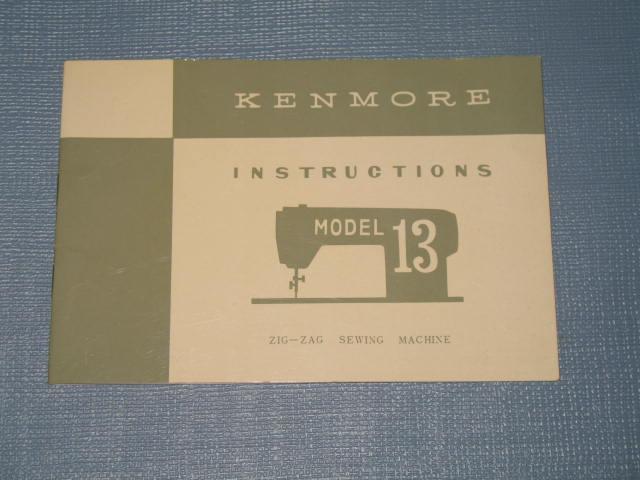 KENMORE
INSTRUCTIONS
MODEL 13
ZIG-ZAG SEWING MACHINE